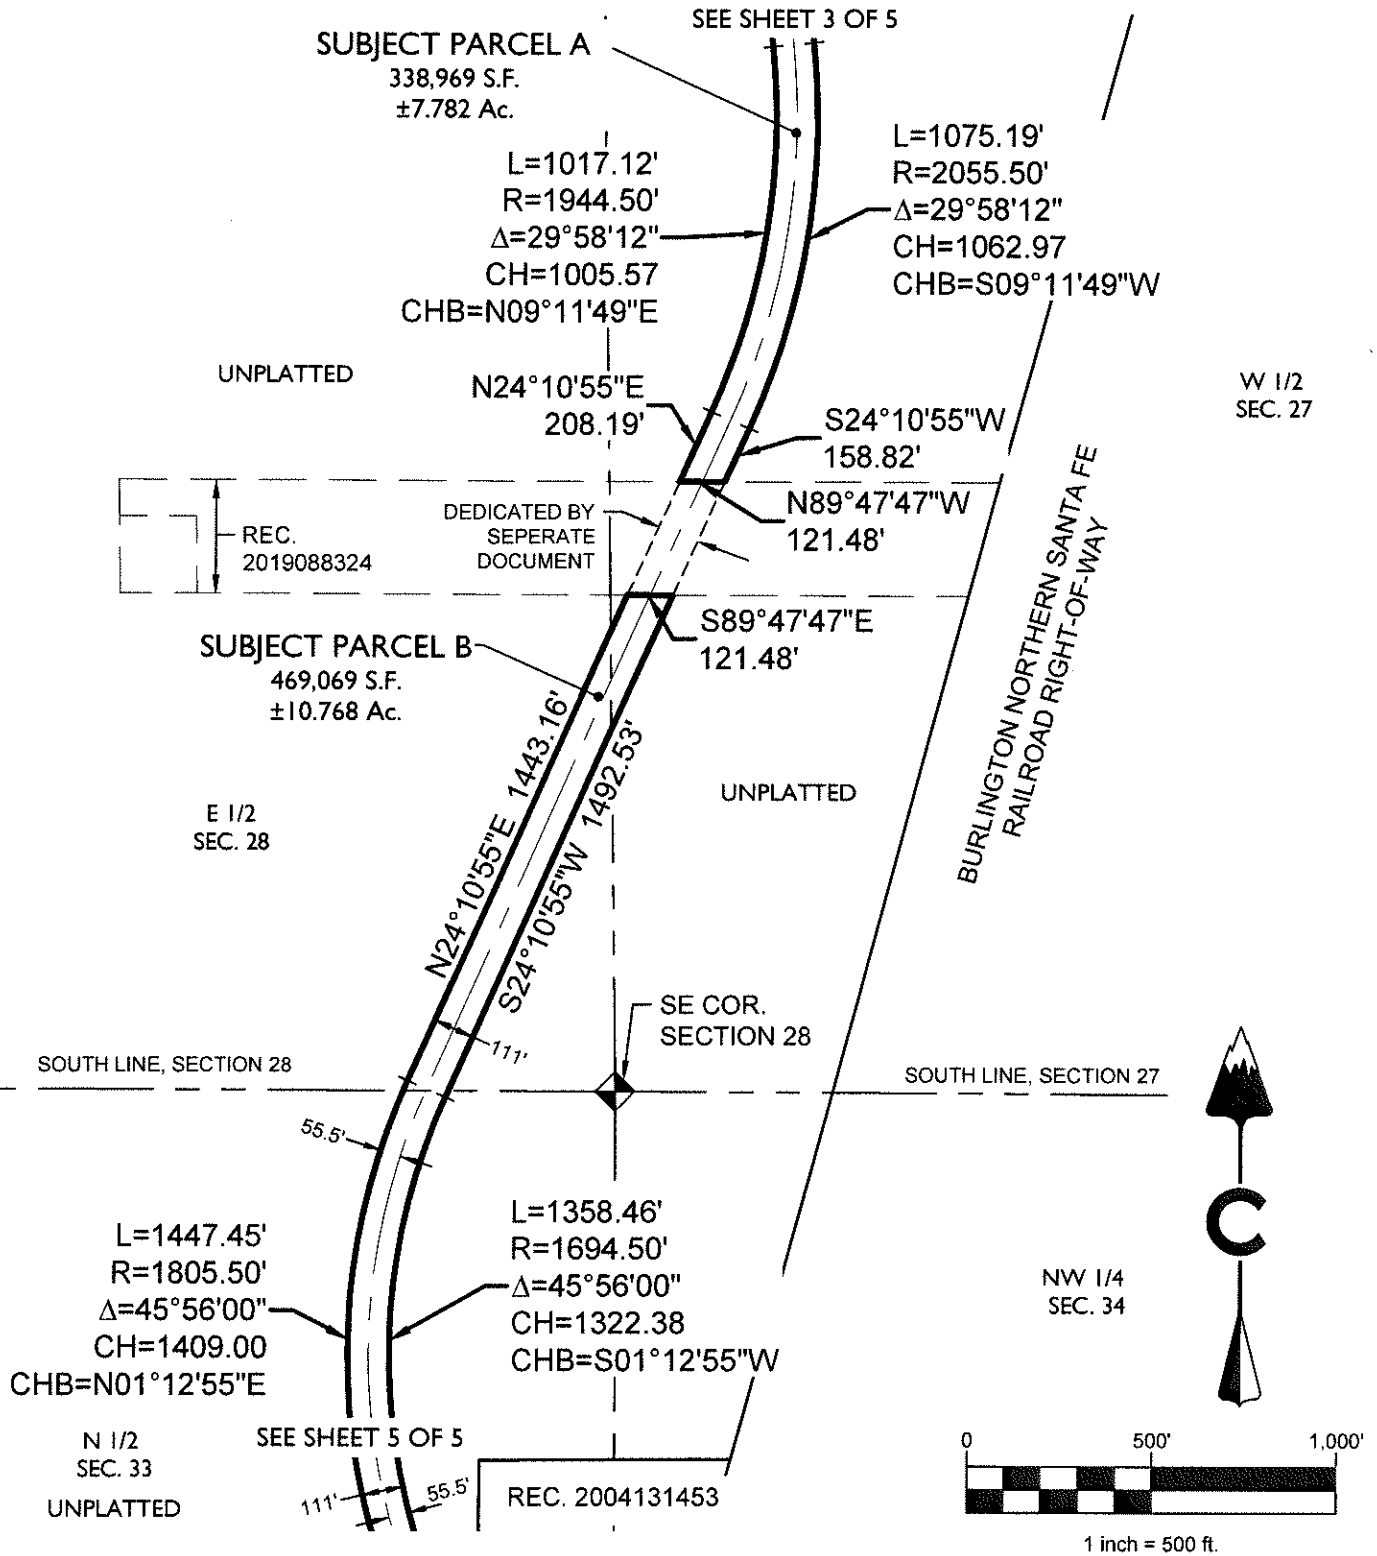 SEE SHEET 3 OF 5
SUBJECT PARCEL A
338,969 S.F.
±7.782 Ac.
L=1017.12'
R=1944.50'
Δ=29°58'12"
CH=1005.57
CHB=N09°11'49"E
L=1075.19'
R=2055.50'
Δ=29°58'12"
CH=1062.97
CHB=S09°11'49"W
UNPLATTED
N24°10'55"E
208.19'
W 1/2
SEC. 27
S24°10'55"W
158.82'
DEDICATED BY
SEPERATE
DOCUMENT
N89°47'47"W
121.48'
REC.
2019088324
BURLINGTON NORTHERN SANTA FE
RAILROAD RIGHT-OF-WAY
S89°47'47"E
121.48'
SUBJECT PARCEL B
469,069 S.F.
±10.768 Ac.
N24°10'55"E 1443.16'
S24°10'55"W 1492.53'
UNPLATTED
E 1/2
SEC. 28
SE COR.
SECTION 28
111'
SOUTH LINE, SECTION 28
SOUTH LINE, SECTION 27
55.5'
L=1447.45'
R=1805.50'
Δ=45°56'00"
CH=1409.00
CHB=N01°12'55"E
L=1358.46'
R=1694.50'
Δ=45°56'00"
CH=1322.38
CHB=S01°12'55"W
NW 1/4
SEC. 34
C
N 1/2
SEC. 33
UNPLATTED
SEE SHEET 5 OF 5
111'
55.5'
REC. 2004131453
0 500' 1,000'
1 inch = 500 ft.